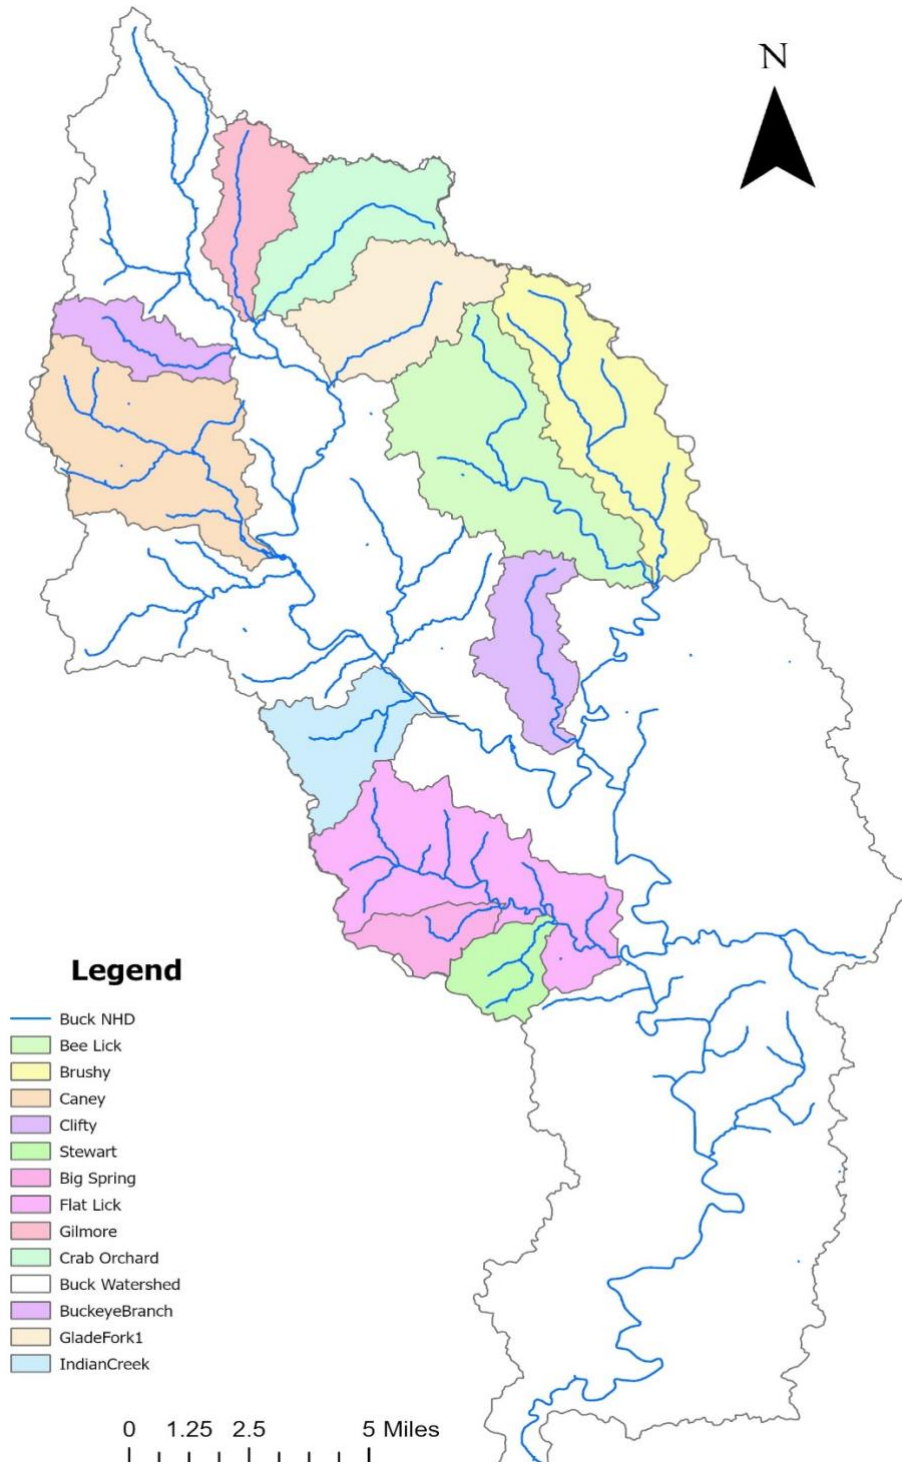 N
Legend
Buck NHD
Bee Lick
Brushy
Caney
Clifty
Stewart
Big Spring
Flat Lick
Gilmore
Crab Orchard
Buck Watershed
BuckeyeBranch
GladeFork1
IndianCreek
0 1.25 2.5 5 Miles